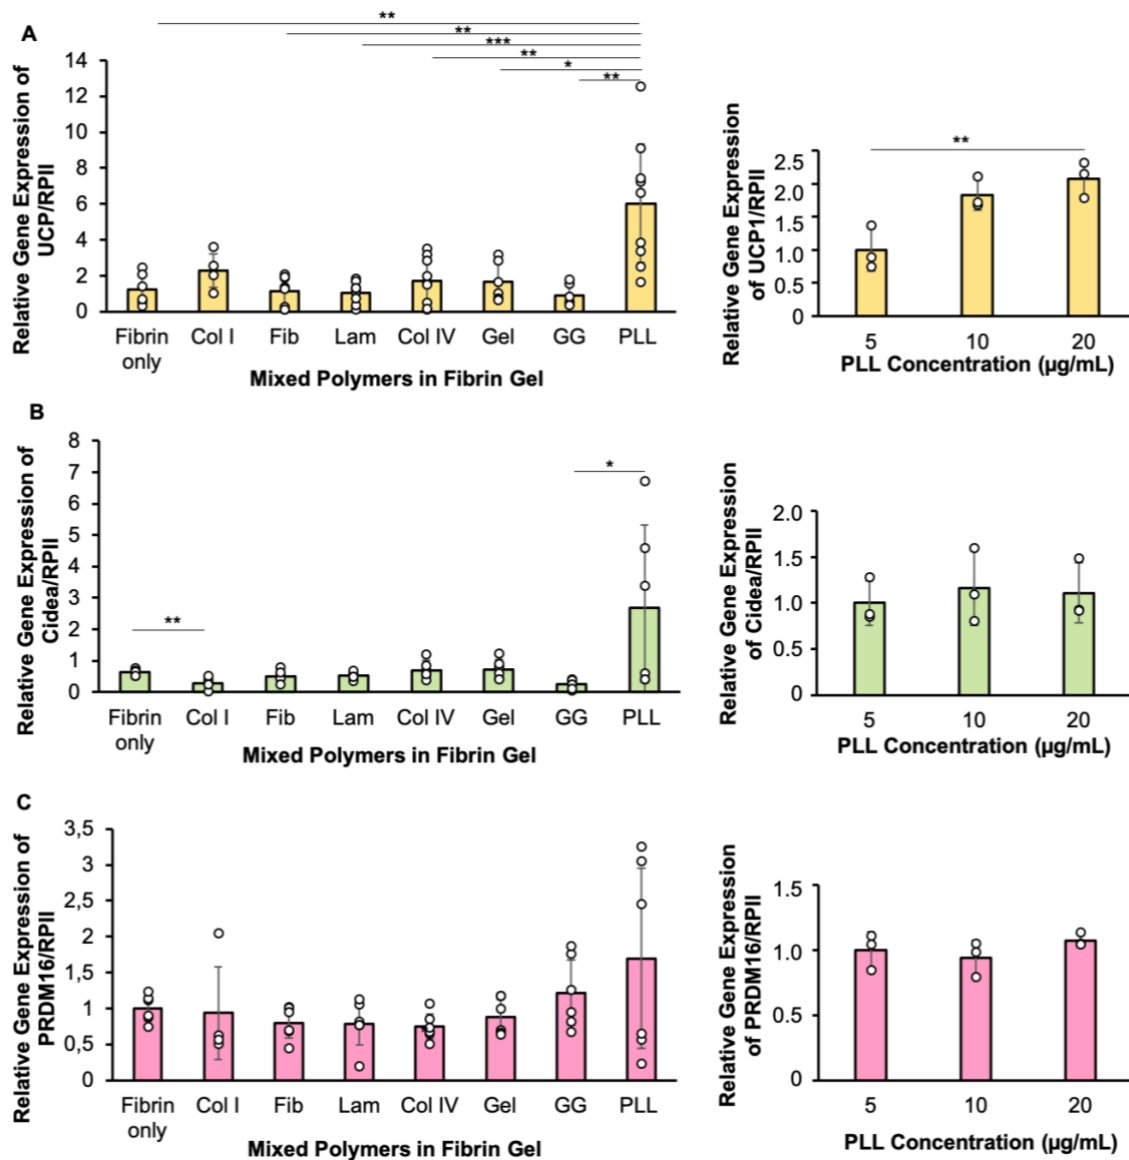 A
Relative Gene Expression of
UCP/RPII
14
12
10
8
6
4
2
0
**
**
***
**
*
**
Fibrin only
Col I
Fib
Lam
Col IV
Gel
GG
PLL
Mixed Polymers in Fibrin Gel
Relative Gene Expression
of UCP1/RPII
2.5
2.0
1.5
1.0
0.5
0
**
5
10
20
PLL Concentration (µg/mL)
B
Relative Gene Expression of
Cidea/RPII
8
7
6
5
4
3
2
1
0
**
*
Fibrin only
Col I
Fib
Lam
Col IV
Gel
GG
PLL
Mixed Polymers in Fibrin Gel
Relative Gene Expression
of Cidea/RPII
2.0
1.5
1.0
0.5
0
5
10
20
PLL Concentration (µg/mL)
C
Relative Gene Expression of
PRDM16/RPII
3,5
3
2,5
2
1,5
1
0,5
0
Fibrin only
Col I
Fib
Lam
Col IV
Gel
GG
PLL
Mixed Polymers in Fibrin Gel
Relative Gene Expression
of PRDM16/RPII
1.5
1.0
0.5
0
5
10
20
PLL Concentration (µg/mL)